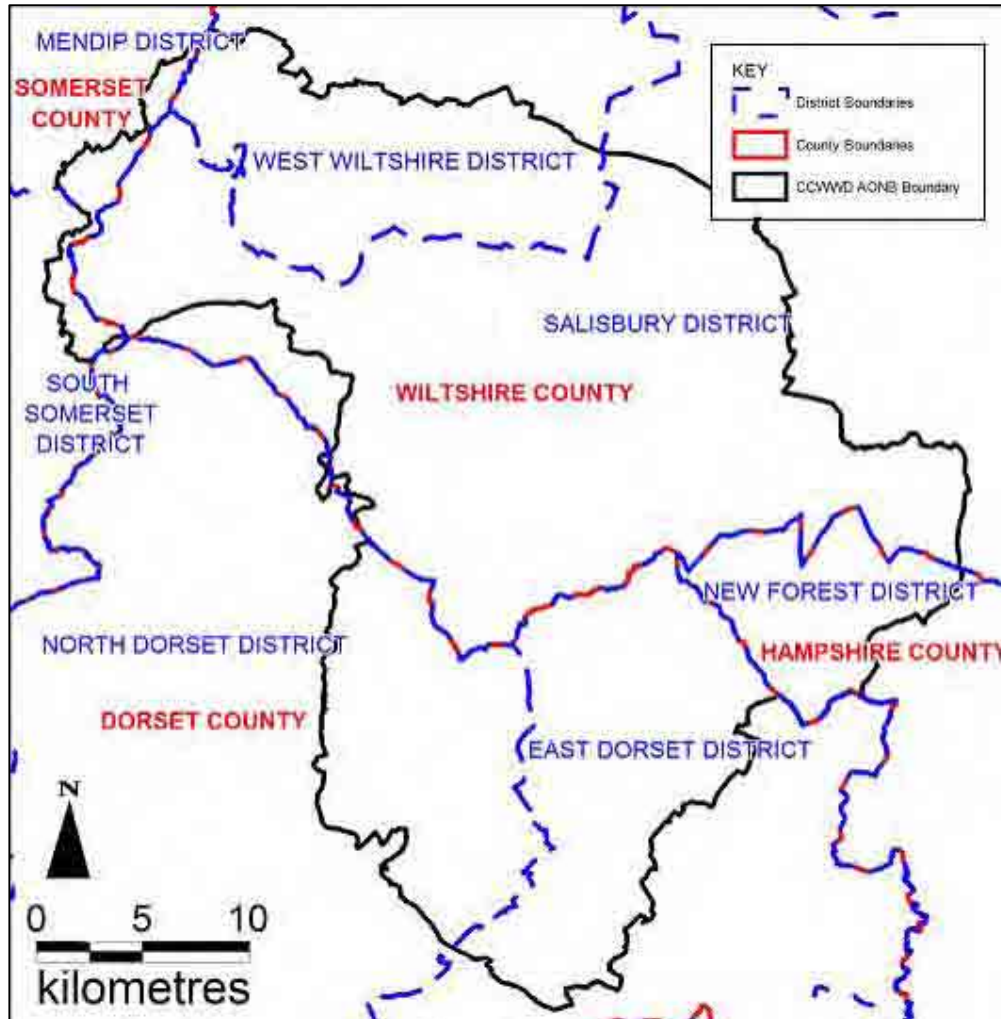 MENDIP DISTRICT
SOMERSET
COUNTY
KEY
District Boundaries
County Boundaries
CCWWD AONB Boundary
WEST WILTSHIRE DISTRICT
SALISBURY DISTRICT
SOUTH
SOMERSET
DISTRICT
WILTSHIRE COUNTY
NEW FOREST DISTRICT
NORTH DORSET DISTRICT
HAMPSHIRE COUNTY
DORSET COUNTY
EAST DORSET DISTRICT
N
0 5 10
kilometres